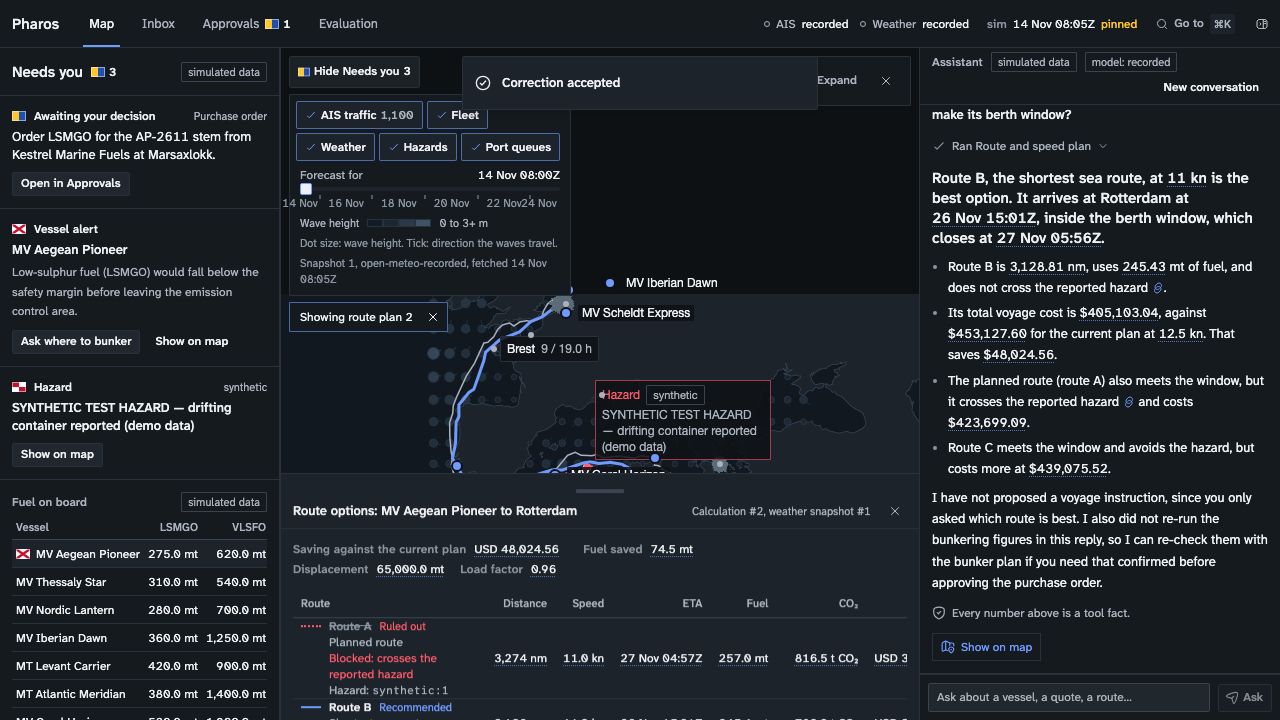 Pharos Map Inbox Approvals 1 Evaluation AIS recorded Weather recorded sim 14 Nov 08:05Z pinned Go to ⌘K
Needs you 3 simulated data
Awaiting your decision Purchase order
Order LSMGO for the AP-2611 stem from
Kestrel Marine Fuels at Marsaxlokk.
Open in Approvals
Vessel alert
MV Aegean Pioneer
Low-sulphur fuel (LSMGO) would fall below the
safety margin before leaving the emission
control area.
Ask where to bunker Show on map
Hazard synthetic
SYNTHETIC TEST HAZARD — drifting
container reported (demo data)
Show on map
Fuel on board simulated data
Vessel LSMGO VLSFO
MV Aegean Pioneer 275.0 mt 620.0 mt
MV Thessaly Star 310.0 mt 540.0 mt
MV Nordic Lantern 280.0 mt 700.0 mt
MV Iberian Dawn 360.0 mt 1,250.0 mt
MT Levant Carrier 420.0 mt 900.0 mt
MT Atlantic Meridian 380.0 mt 1,400.0 mt
Hide Needs you 3
Correction accepted
Expand
AIS traffic 1,100 Fleet
Weather Hazards Port queues
Forecast for 14 Nov 08:00Z
14 Nov 16 Nov 18 Nov 20 Nov 22 Nov 24 Nov
Wave height 0 to 3+ m
Dot size: wave height. Tick: direction the waves travel.
Snapshot 1, open-meteo-recorded, fetched 14 Nov
08:05Z
Showing route plan 2
MV Iberian Dawn
MV Scheldt Express
Brest 9 / 19.0 h
Hazard synthetic
SYNTHETIC TEST HAZARD
— drifting container reported
(demo data)
Route options: MV Aegean Pioneer to Rotterdam Calculation #2, weather snapshot #1
Saving against the current plan USD 48,024.56 Fuel saved 74.5 mt
Displacement 65,000.0 mt Load factor 0.96
Route Distance Speed ETA Fuel CO₂
Route A Ruled out
Planned route
Blocked: crosses the
reported hazard
Hazard: synthetic:1
3,274 nm 11.0 kn 27 Nov 04:57Z 257.0 mt 816.5 t CO₂ USD 3
Route B Recommended
Assistant simulated data model: recorded
New conversation
make its berth window?
Ran Route and speed plan
Route B, the shortest sea route, at 11 kn is the
best option. It arrives at Rotterdam at
26 Nov 15:01Z, inside the berth window, which
closes at 27 Nov 05:56Z.
Route B is 3,128.81 nm, uses 245.43 mt of fuel, and
does not cross the reported hazard.
Its total voyage cost is $405,103.04, against
$453,127.60 for the current plan at 12.5 kn. That
saves $48,024.56.
The planned route (route A) also meets the window, but
it crosses the reported hazard and costs
$423,699.09.
Route C meets the window and avoids the hazard, but
costs more at $439,075.52.
I have not proposed a voyage instruction, since you only
asked which route is best. I also did not re-run the
bunkering figures in this reply, so I can re-check them with
the bunker plan if you need that confirmed before
approving the purchase order.
Every number above is a tool fact.
Show on map
Ask about a vessel, a quote, a route... Ask